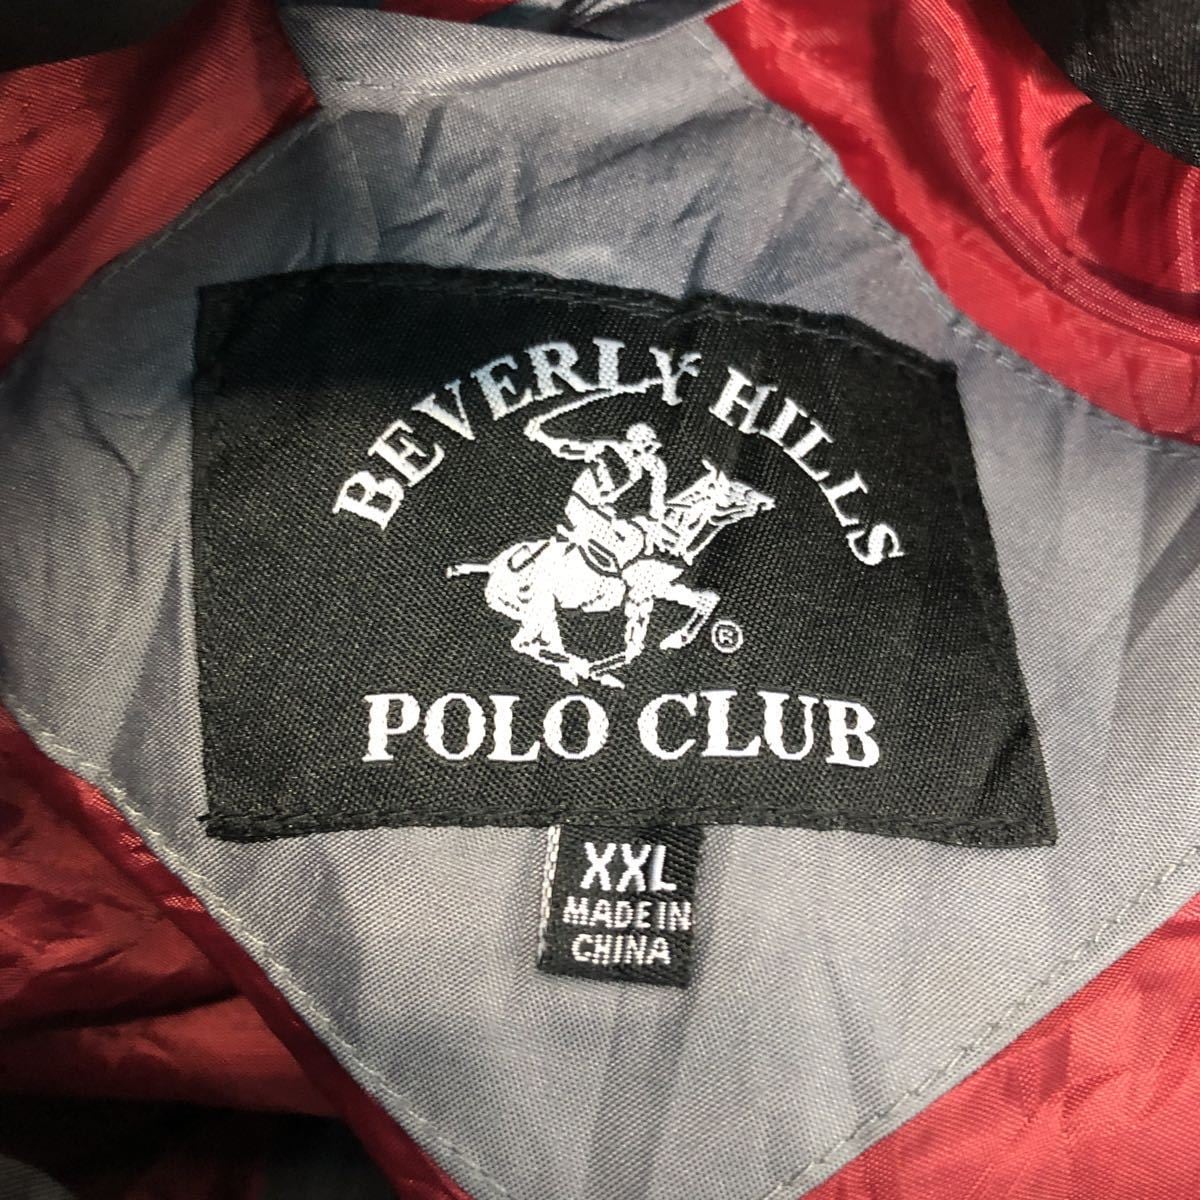 BEVERLY HILLS
®
POLO CLUB
XXL
MADE IN
CHINA